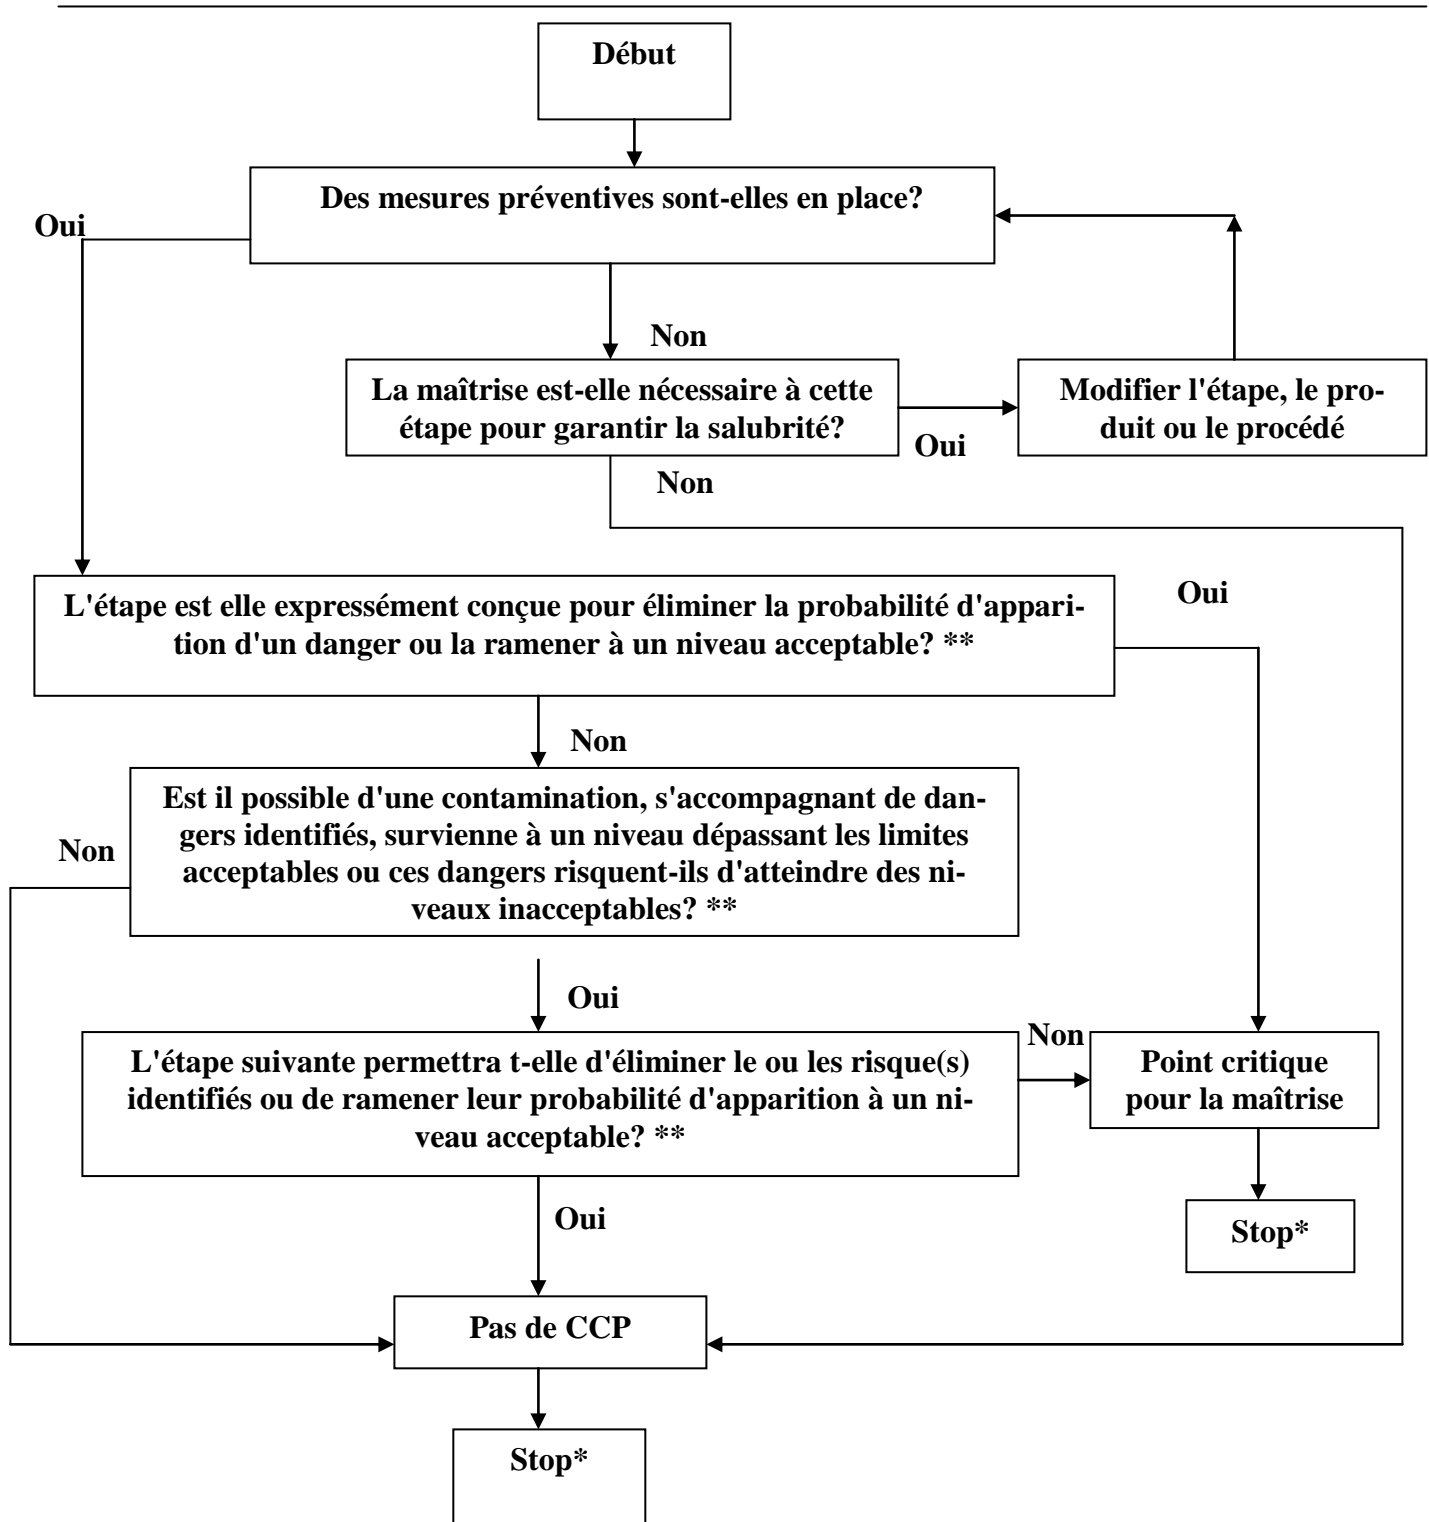 Début
Des mesures préventives sont-elles en place?
Oui
Non
La maîtrise est-elle nécessaire à cette
étape pour garantir la salubrité?
Oui
Modifier l'étape, le pro-
duit ou le procédé
Non
L'étape est elle expressément conçue pour éliminer la probabilité d'appari-
tion d'un danger ou la ramener à un niveau acceptable? **
Oui
Non
Est il possible d'une contamination, s'accompagnant de dan-
gers identifiés, survienne à un niveau dépassant les limites
acceptables ou ces dangers risquent-ils d'atteindre des ni-
veaux inacceptables? **
Non
Oui
L'étape suivante permettra t-elle d'éliminer le ou les risque(s)
identifiés ou de ramener leur probabilité d'apparition à un ni-
veau acceptable? **
Non
Point critique
pour la maîtrise
Oui
Stop*
Pas de CCP
Stop*